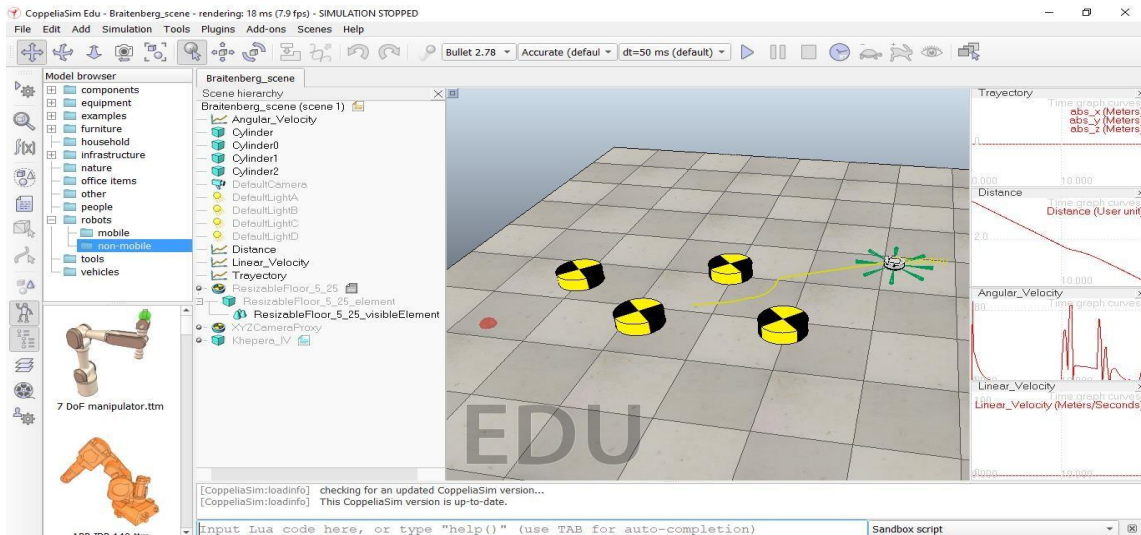 CoppeliaSim Edu - Braitenberg_scene - rendering: 18 ms (7.9 fps) - SIMULATION STOPPED
File Edit Add Simulation Tools Plugins Add-ons Scenes Help
Bullet 2.78 Accurate (defaul dt=50 ms (default)
Model browser
components
equipment
examples
furniture
household
infrastructure
nature
office items
other
people
robots
mobile
non-mobile
tools
vehicles
7 DoF manipulator.ttm
Braitenberg_scene
Scene hierarchy
Braitenberg_scene (scene 1)
Angular_Velocity
Cylinder
Cylinder0
Cylinder1
Cylinder2
DefaultCamera
DefaultLightA
DefaultLightB
DefaultLightC
DefaultLightD
Distance
Linear_Velocity
Trayectory
ResizableFloor_5_25
ResizableFloor_5_25_element
ResizableFloor_5_25_visibleElement
XYZCameraProxy
Khepera_IV
EDU
Trayectory
Time graph curves
abs_x (Meters)
abs_y (Meters)
abs_z (Meters)
0.000 10.000
Distance
Time graph curves
Distance (User unit
2.0
10.000
Angular_Velocity
Time graph curves
Linear_Velocity
Time graph curves
Linear_Velocity (Meters/Seconds)
10.000
[CoppeliaSim:loadinfo] checking for an updated CoppeliaSim version...
[CoppeliaSim:loadinfo] This CoppeliaSim version is up-to-date.
Input Lua code here, or type "help()" (use TAB for auto-completion)
Sandbox script